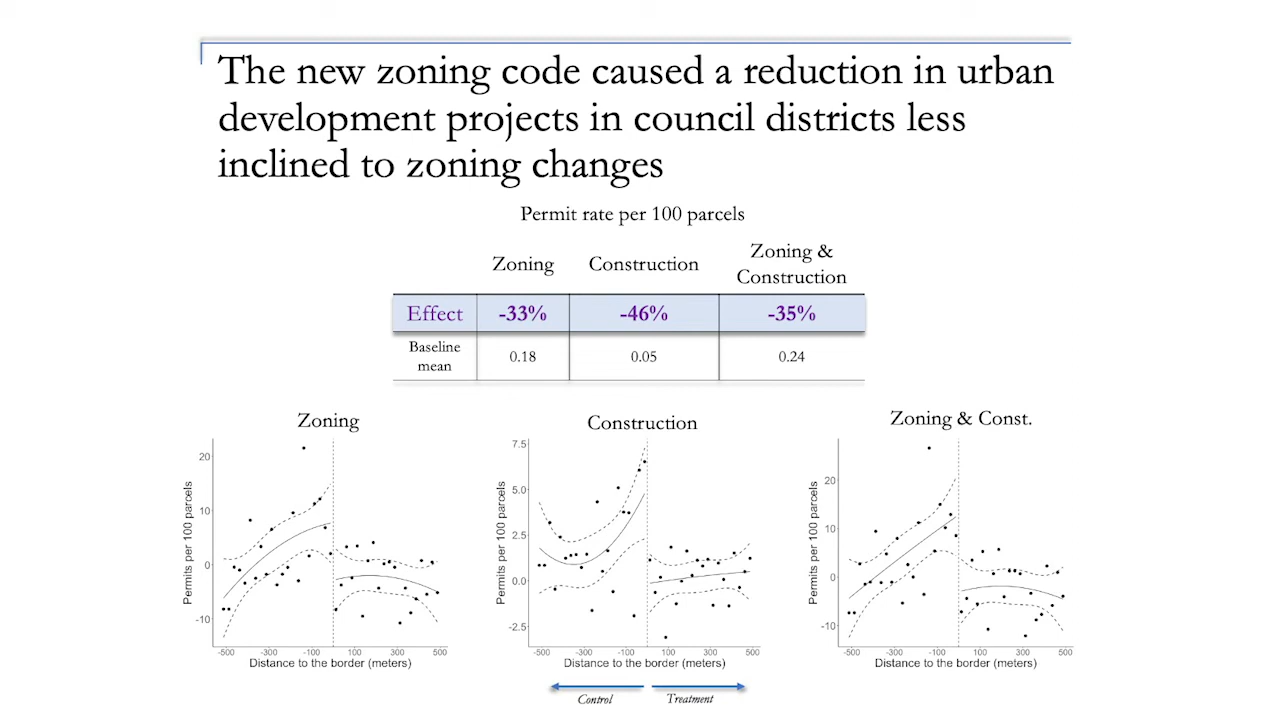 The new zoning code caused a reduction in urban
development projects in council districts less
inclined to zoning changes
Permit rate per 100 parcels
Zoning Construction Zoning &
Construction
Effect -33% -46% -35%
Baseline
mean 0.18 0.05 0.24
Zoning
Permits per 100 parcels
20
10
0
-10
-500 -300 -100 100 300 500
Distance to the border (meters)
Construction
Permits per 100 parcels
7.5
5.0
2.5
0.0
-2.5
-500 -300 -100 100 300 500
Distance to the border (meters)
Control Treatment
Zoning & Const.
Permits per 100 parcels
20
10
0
-10
-500 -300 -100 100 300 500
Distance to the border (meters)